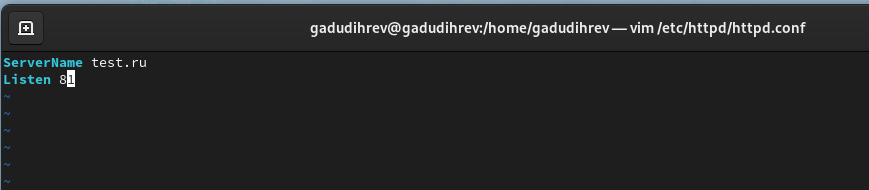 gadudihrev@gadudihrev:/home/gadudihrev — vim /etc/httpd/httpd.conf
ServerName test.ru
Listen 81
~
~
~
~
~
~